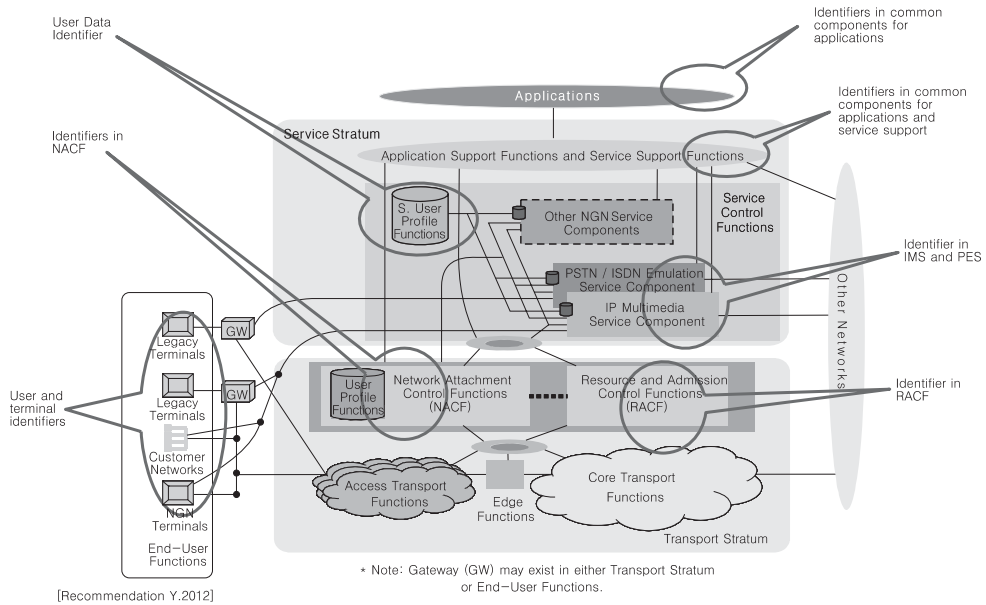 User Data
Identifier
Identifiers in common
components for
applications
Applications
Identifiers in common
components for
applications and
service support
Identifiers in
NACF
Service Stratum
Application Support Functions and Service Support Functions
S. User
Profile
Functions
Other NGN Service
Components
Service
Control
Functions
PSTN / ISDN Emulation
Service Component
IP Multimedia
Service Component
Identifier in
IMS and PES
Other Networks
GW
Legacy
Terminals
User
Profile
Functions
Network Attachment
Control Functions
(NACF)
Resource and Admission
Control Functions
(RACF)
Identifier in
RACF
User and
terminal
identifiers
GW
Legacy
Terminals
Customer
Networks
NGN
Terminals
End-User
Functions
Access Transport
Functions
Edge
Functions
Core Transport
Functions
Transport Stratum
* Note: Gateway (GW) may exist in either Transport Stratum
or End-User Functions.
[Recommendation Y.2012]